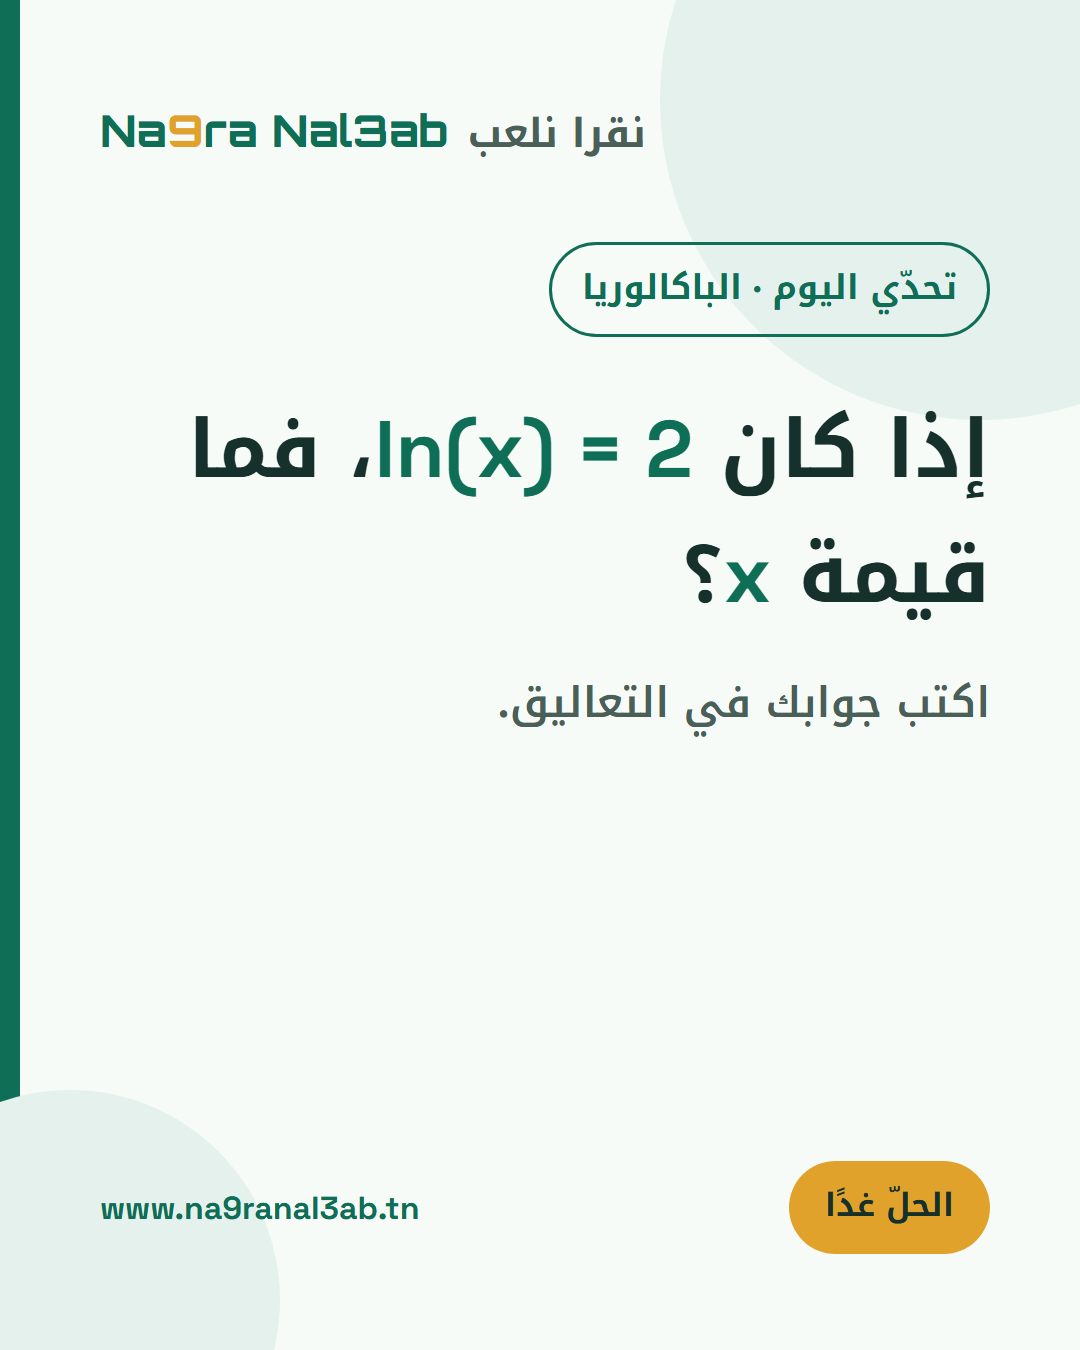 Na9ra Nal3ab نقرا نلعب
تحدّي اليوم · الباكالوريا
إذا كان ln(x) = 2، فما
قيمة x؟
اكتب جوابك في التعاليق.
الحلّ غدًا
www.na9ranal3ab.tn